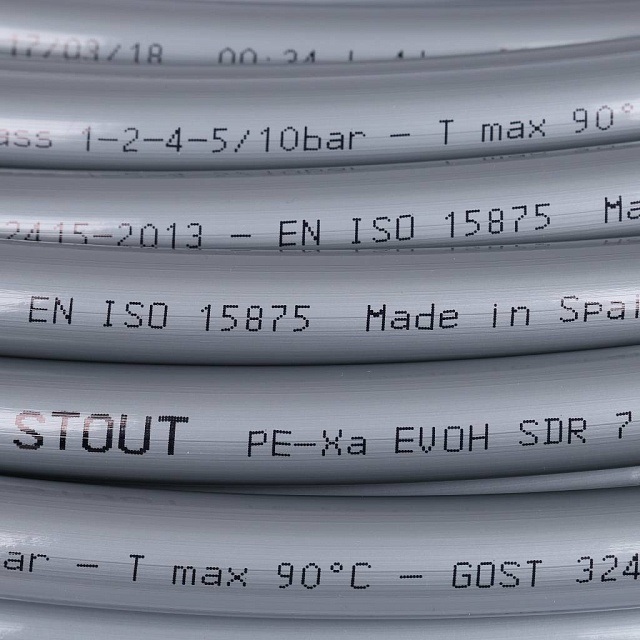 17/03/18 00:34
ass 1-2-4-5/10bar - T max 90°
2415-2013 - EN ISO 15875 Ma
EN ISO 15875 Made in Spai
STOUT PE-Xa EVOH SDR 7
ar - T max 90°C - GOST 324